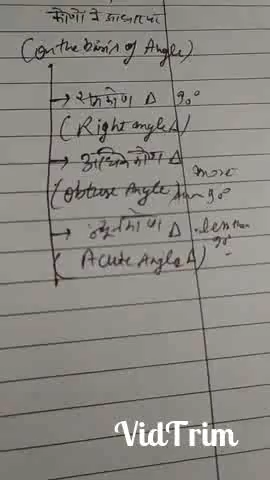 कोणों के आधार पर
(On the basis of Angle)
→ समकोण Δ 90°
(Right angle Δ)
→ अधिककोण Δ
(Obtuse Angle) more than 90
→ न्यूनकोण Δ less than 90°
(Acute Angle Δ)
VidTrim